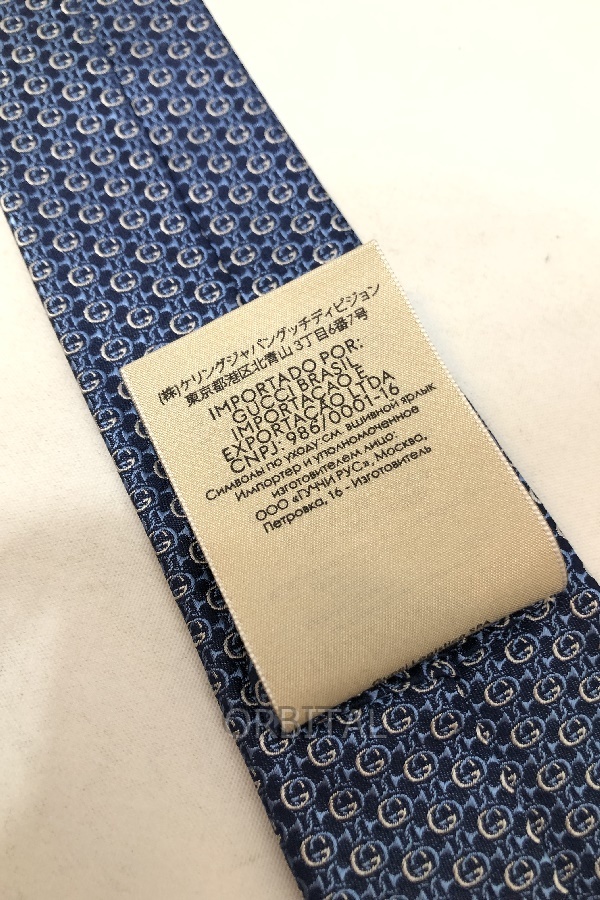 (株)ケリングジャパングッチディビジョン
東京都港区北青山3丁目6番7号
IMPORTADO POR:
GUCCI BRASIL
IMPORTAÇÃO E
EXPORTAÇÃO LTDA
CNPJ- 986/0001-16
Символы по уходу см. вшивной ярлык
Импортер и уполномоченное
изготовителем лицо:
ООО «ГУЧЧИ РУС», Москва,
Петровка, 16 - Изготовитель
ORBITAL